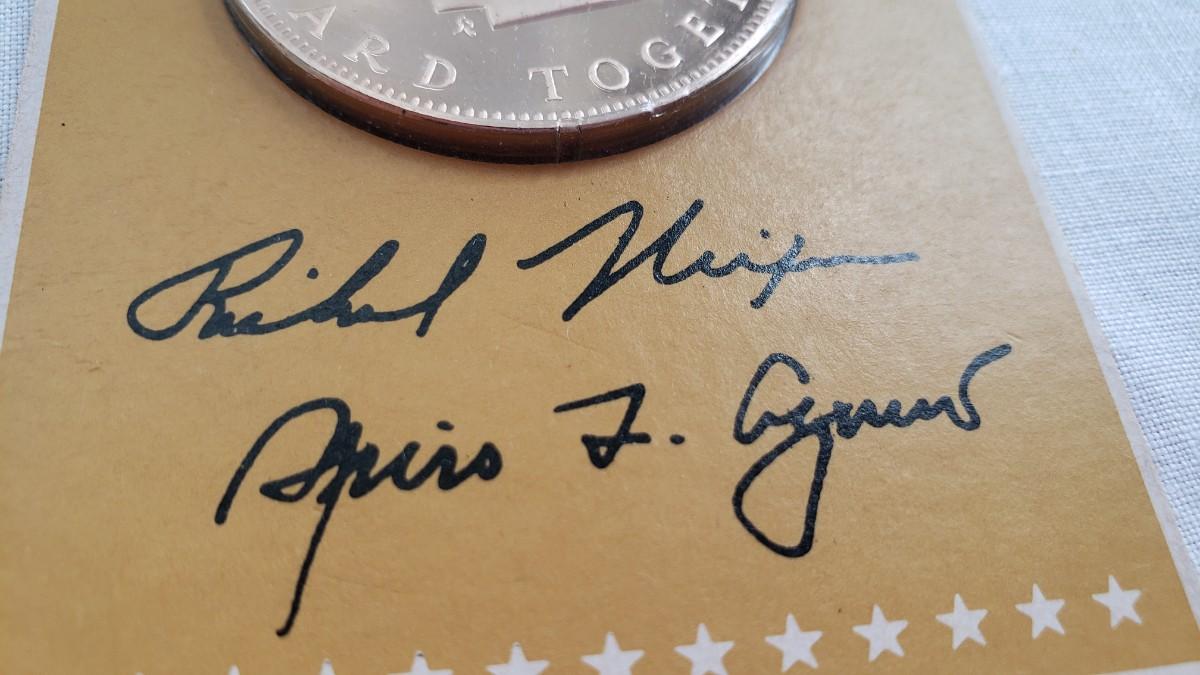 ARD TOGE
Richard Nixon
Spiro T. Agnew